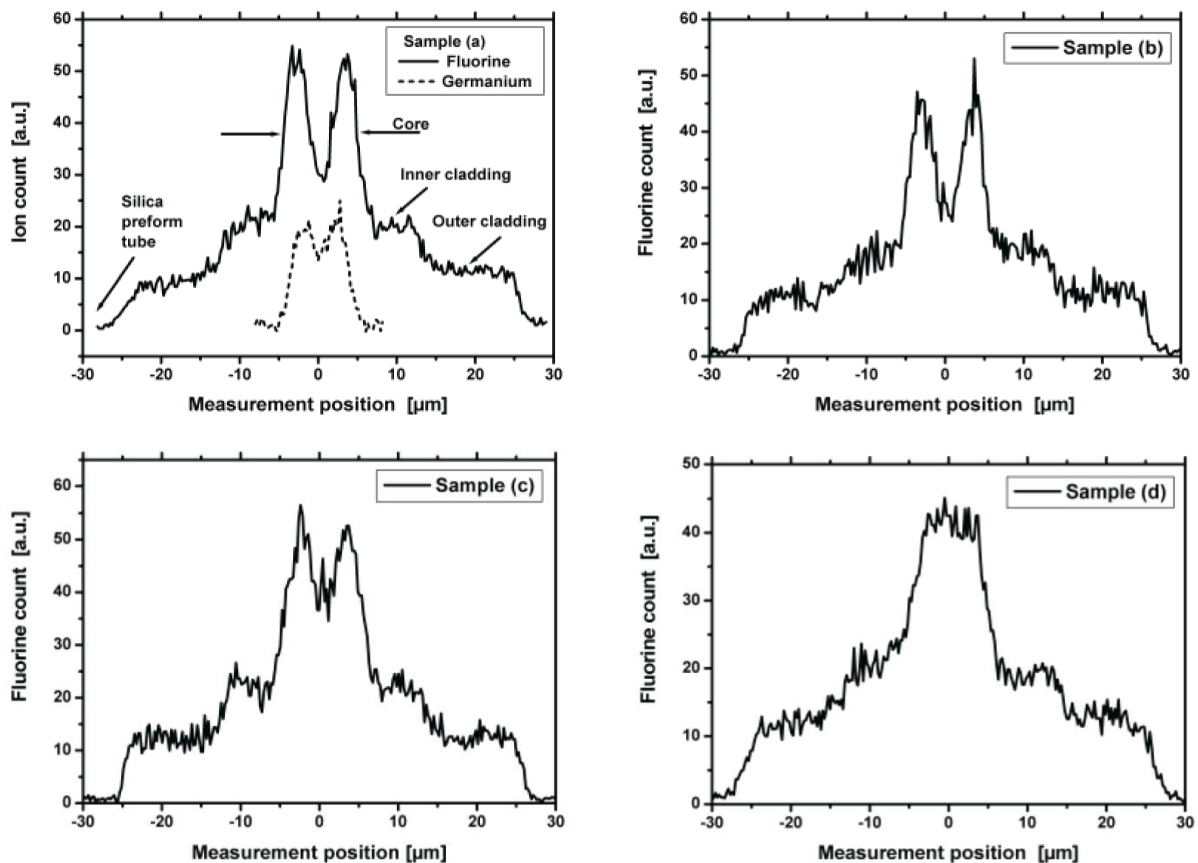 60
50
40
30
20
10
0
Ion count [a.u.]
Sample (a)
Fluorine
Germanium
Core
Inner cladding
Outer cladding
Silica
preform
tube
-30 -20 -10 0 10 20 30
Measurement position [µm]
60
50
40
30
20
10
0
Fluorine count [a.u.]
Sample (b)
-30 -20 -10 0 10 20 30
Measurement position [µm]
60
50
40
30
20
10
0
Fluorine count [a.u.]
Sample (c)
-30 -20 -10 0 10 20 30
Measurement position [µm]
50
40
30
20
10
0
Fluorine count [a.u.]
Sample (d)
-30 -20 -10 0 10 20 30
Measurement position [µm]